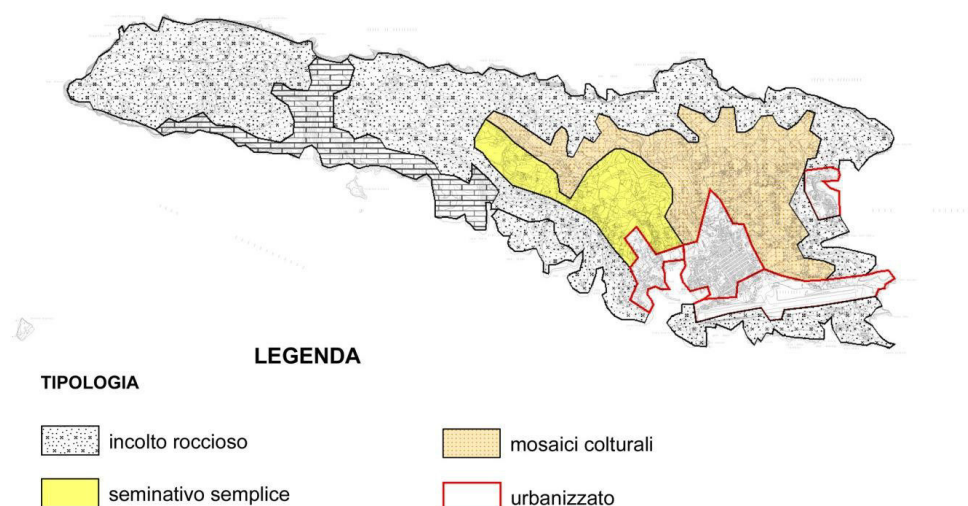 LEGENDA
TIPOLOGIA
incolto roccioso
mosaici colturali
seminativo semplice
urbanizzato